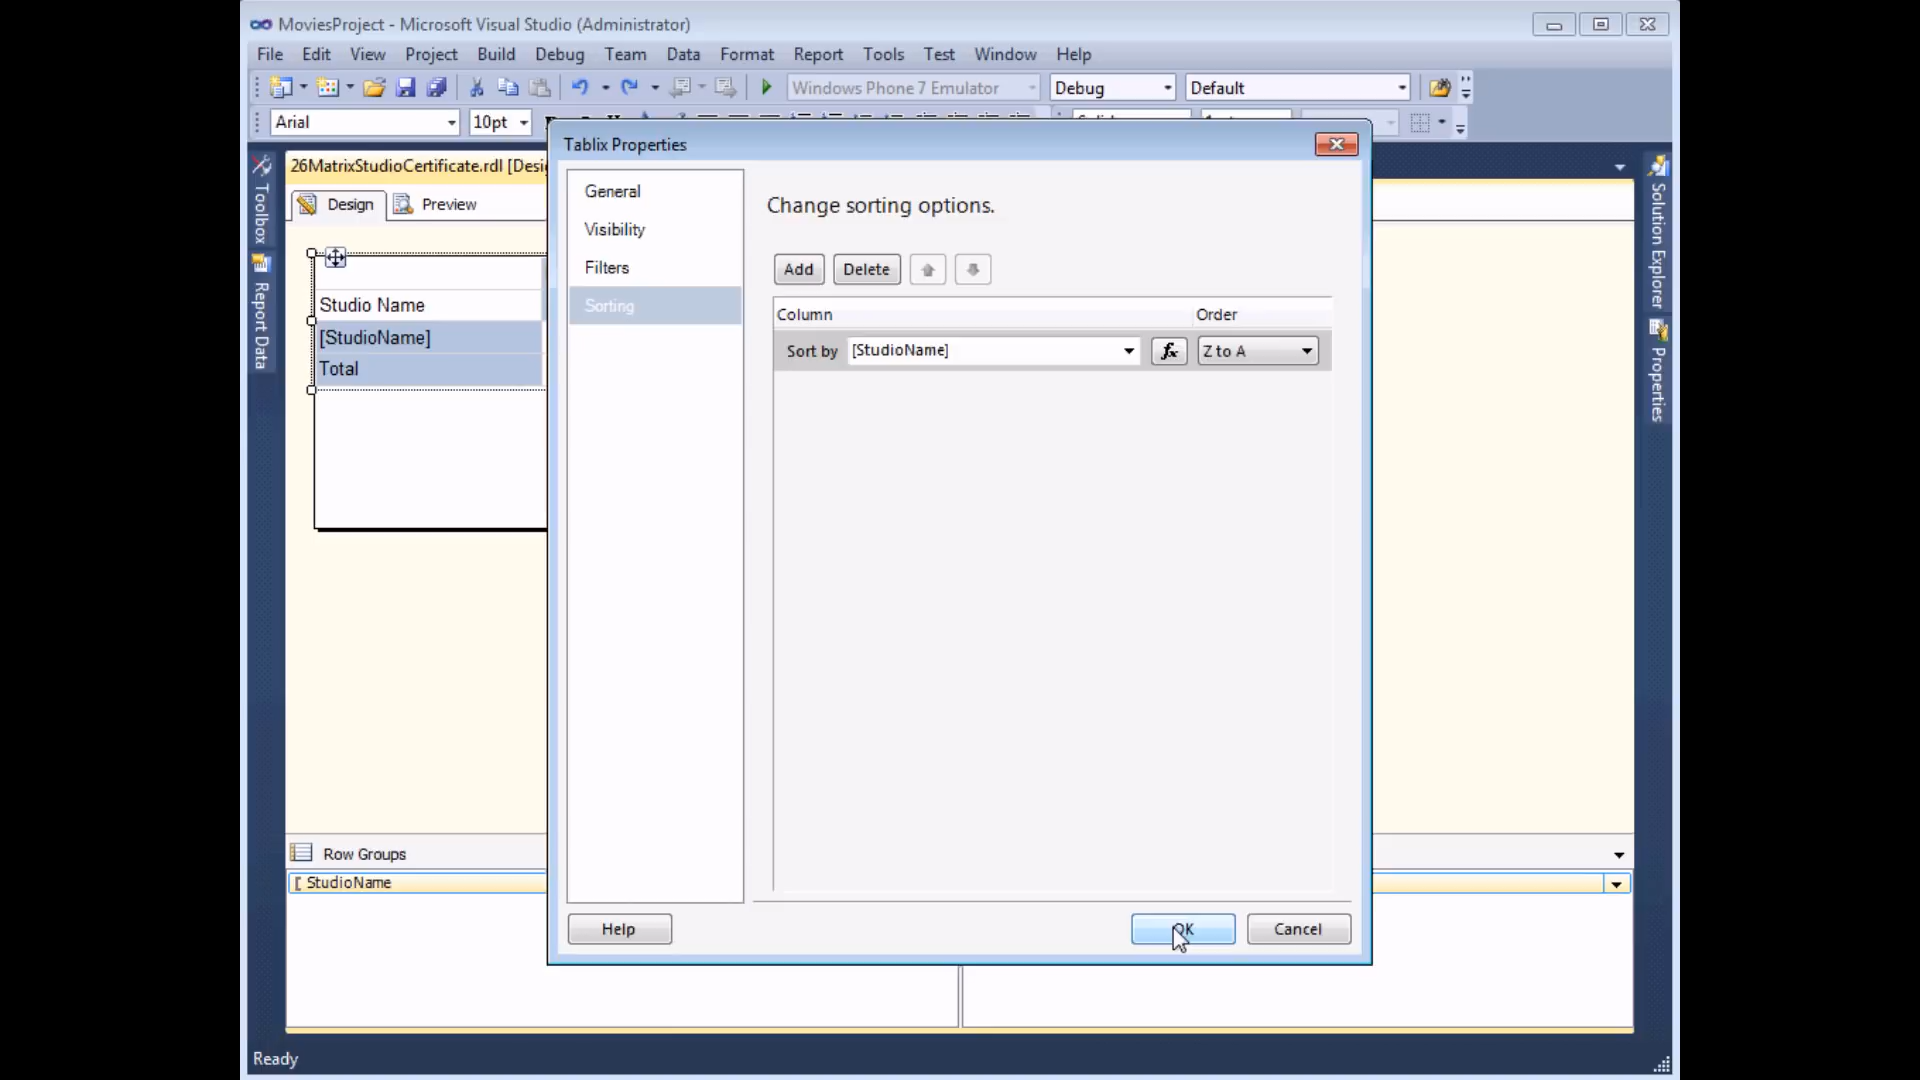 MoviesProject - Microsoft Visual Studio (Administrator)
File Edit View Project Build Debug Team Data Format Report Tools Test Window Help
Windows Phone 7 Emulator Debug Default
Arial 10pt
Tablix Properties
26MatrixStudioCertificate.rdl [Desi
Toolbox
Report Data
Solution Explorer
Properties
Design Preview
Studio Name
[StudioName]
Total
General
Visibility
Filters
Sorting
Change sorting options.
Add Delete
Column Order
Sort by [StudioName] fx Z to A
Row Groups
[ StudioName
Help OK Cancel
Ready